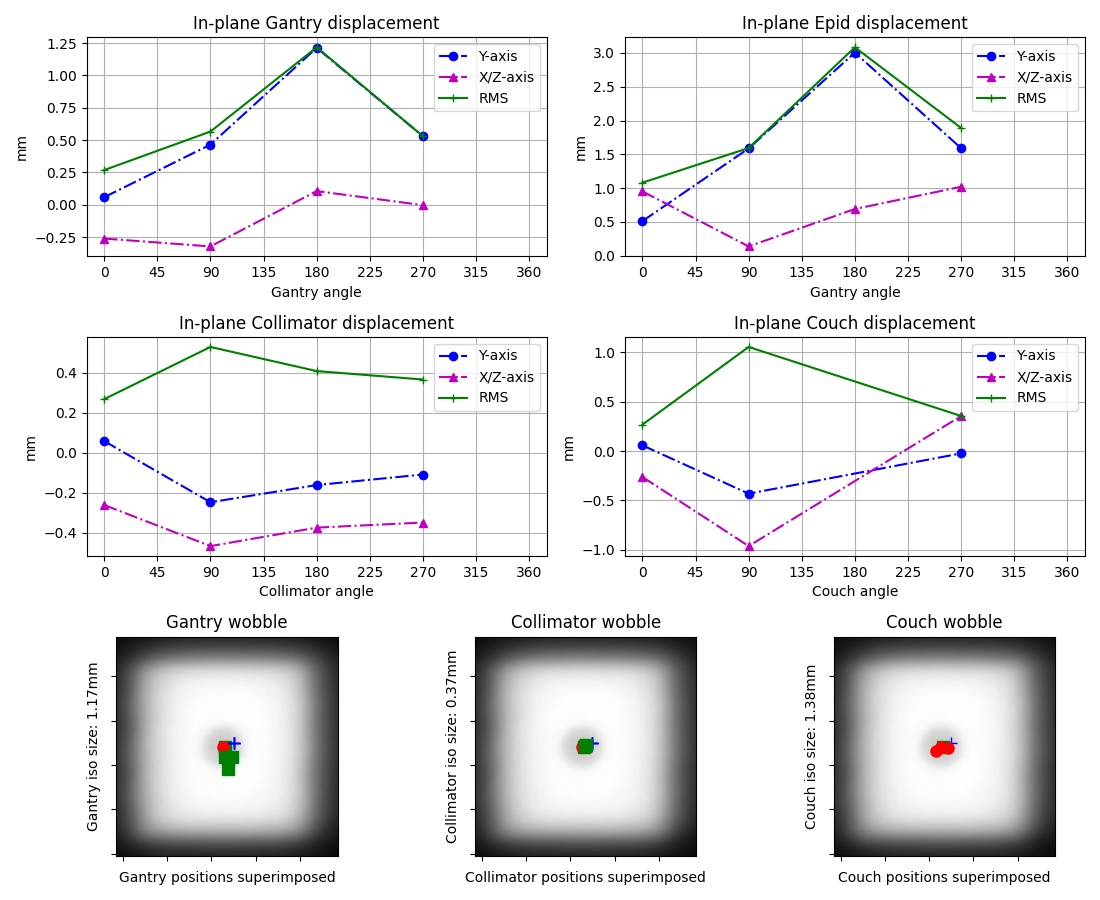 In-plane Gantry displacement
1.25
1.00
0.75
0.50
0.25
0.00
−0.25
mm
0 45 90 135 180 225 270 315 360
Gantry angle
Y-axis
X/Z-axis
RMS
In-plane Epid displacement
3.0
2.5
2.0
1.5
1.0
0.5
0.0
mm
0 45 90 135 180 225 270 315 360
Gantry angle
Y-axis
X/Z-axis
RMS
In-plane Collimator displacement
0.4
0.2
0.0
−0.2
−0.4
mm
0 45 90 135 180 225 270 315 360
Collimator angle
Y-axis
X/Z-axis
RMS
In-plane Couch displacement
1.0
0.5
0.0
−0.5
−1.0
mm
0 45 90 135 180 225 270 315 360
Couch angle
Y-axis
X/Z-axis
RMS
Gantry wobble
Gantry iso size: 1.17mm
Gantry positions superimposed
Collimator wobble
Collimator iso size: 0.37mm
Collimator positions superimposed
Couch wobble
Couch iso size: 1.38mm
Couch positions superimposed